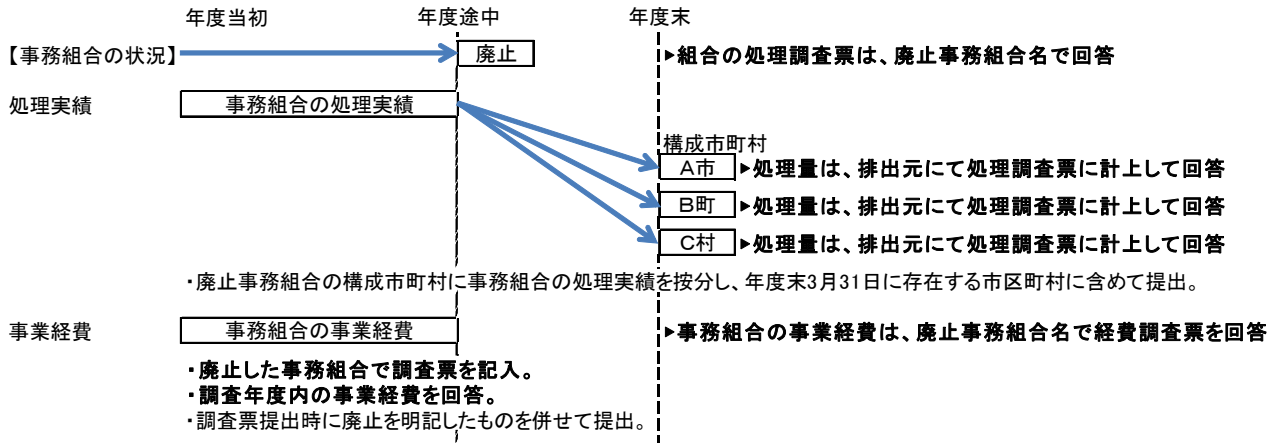 年度当初 年度途中 年度末
【事務組合の状況】 廃止 ▶組合の処理調査票は、廃止事務組合名で回答
処理実績 事務組合の処理実績
構成市町村
A市 ▶処理量は、排出元にて処理調査票に計上して回答
B町 ▶処理量は、排出元にて処理調査票に計上して回答
C村 ▶処理量は、排出元にて処理調査票に計上して回答
・廃止事務組合の構成市町村に事務組合の処理実績を按分し、年度末3月31日に存在する市区町村に含めて提出。
事業経費 事務組合の事業経費 ▶事務組合の事業経費は、廃止事務組合名で経費調査票を回答
・廃止した事務組合で調査票を記入。
・調査年度内の事業経費を回答。
・調査票提出時に廃止を明記したものを併せて提出。